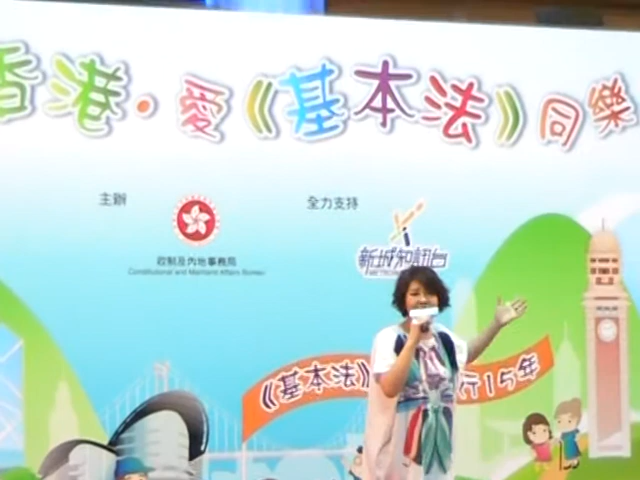 香港·愛《基本法》同樂
主辦
全力支持
政制及內地事務局
Constitutional and Mainland Affairs Bureau
新城知訊台
《基本法》
行15年